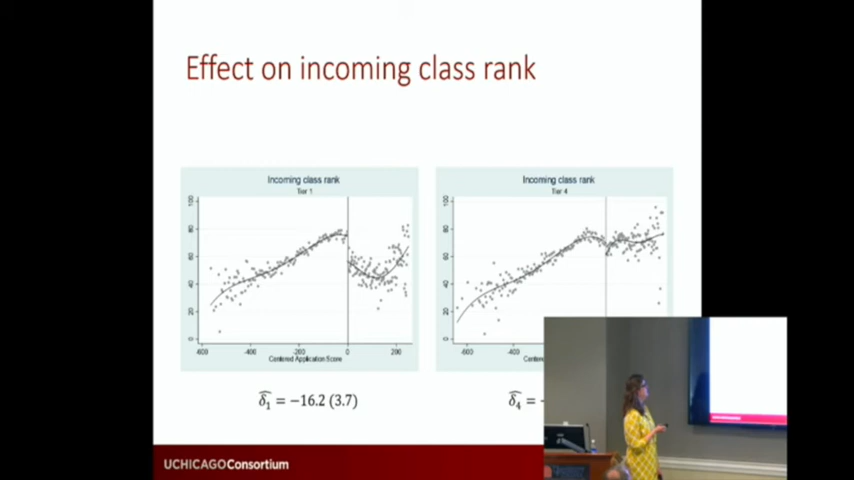 Effect on incoming class rank
Incoming class rank
Tier 1
100
80
60
40
20
0
-600
-400
-200
0
200
Centered Application Score
Incoming class rank
Tier 4
100
80
60
40
20
0
-600
-400
Cente
δ̂₁ = −16.2 (3.7)
δ̂₄ = -
UCHICAGOConsortium